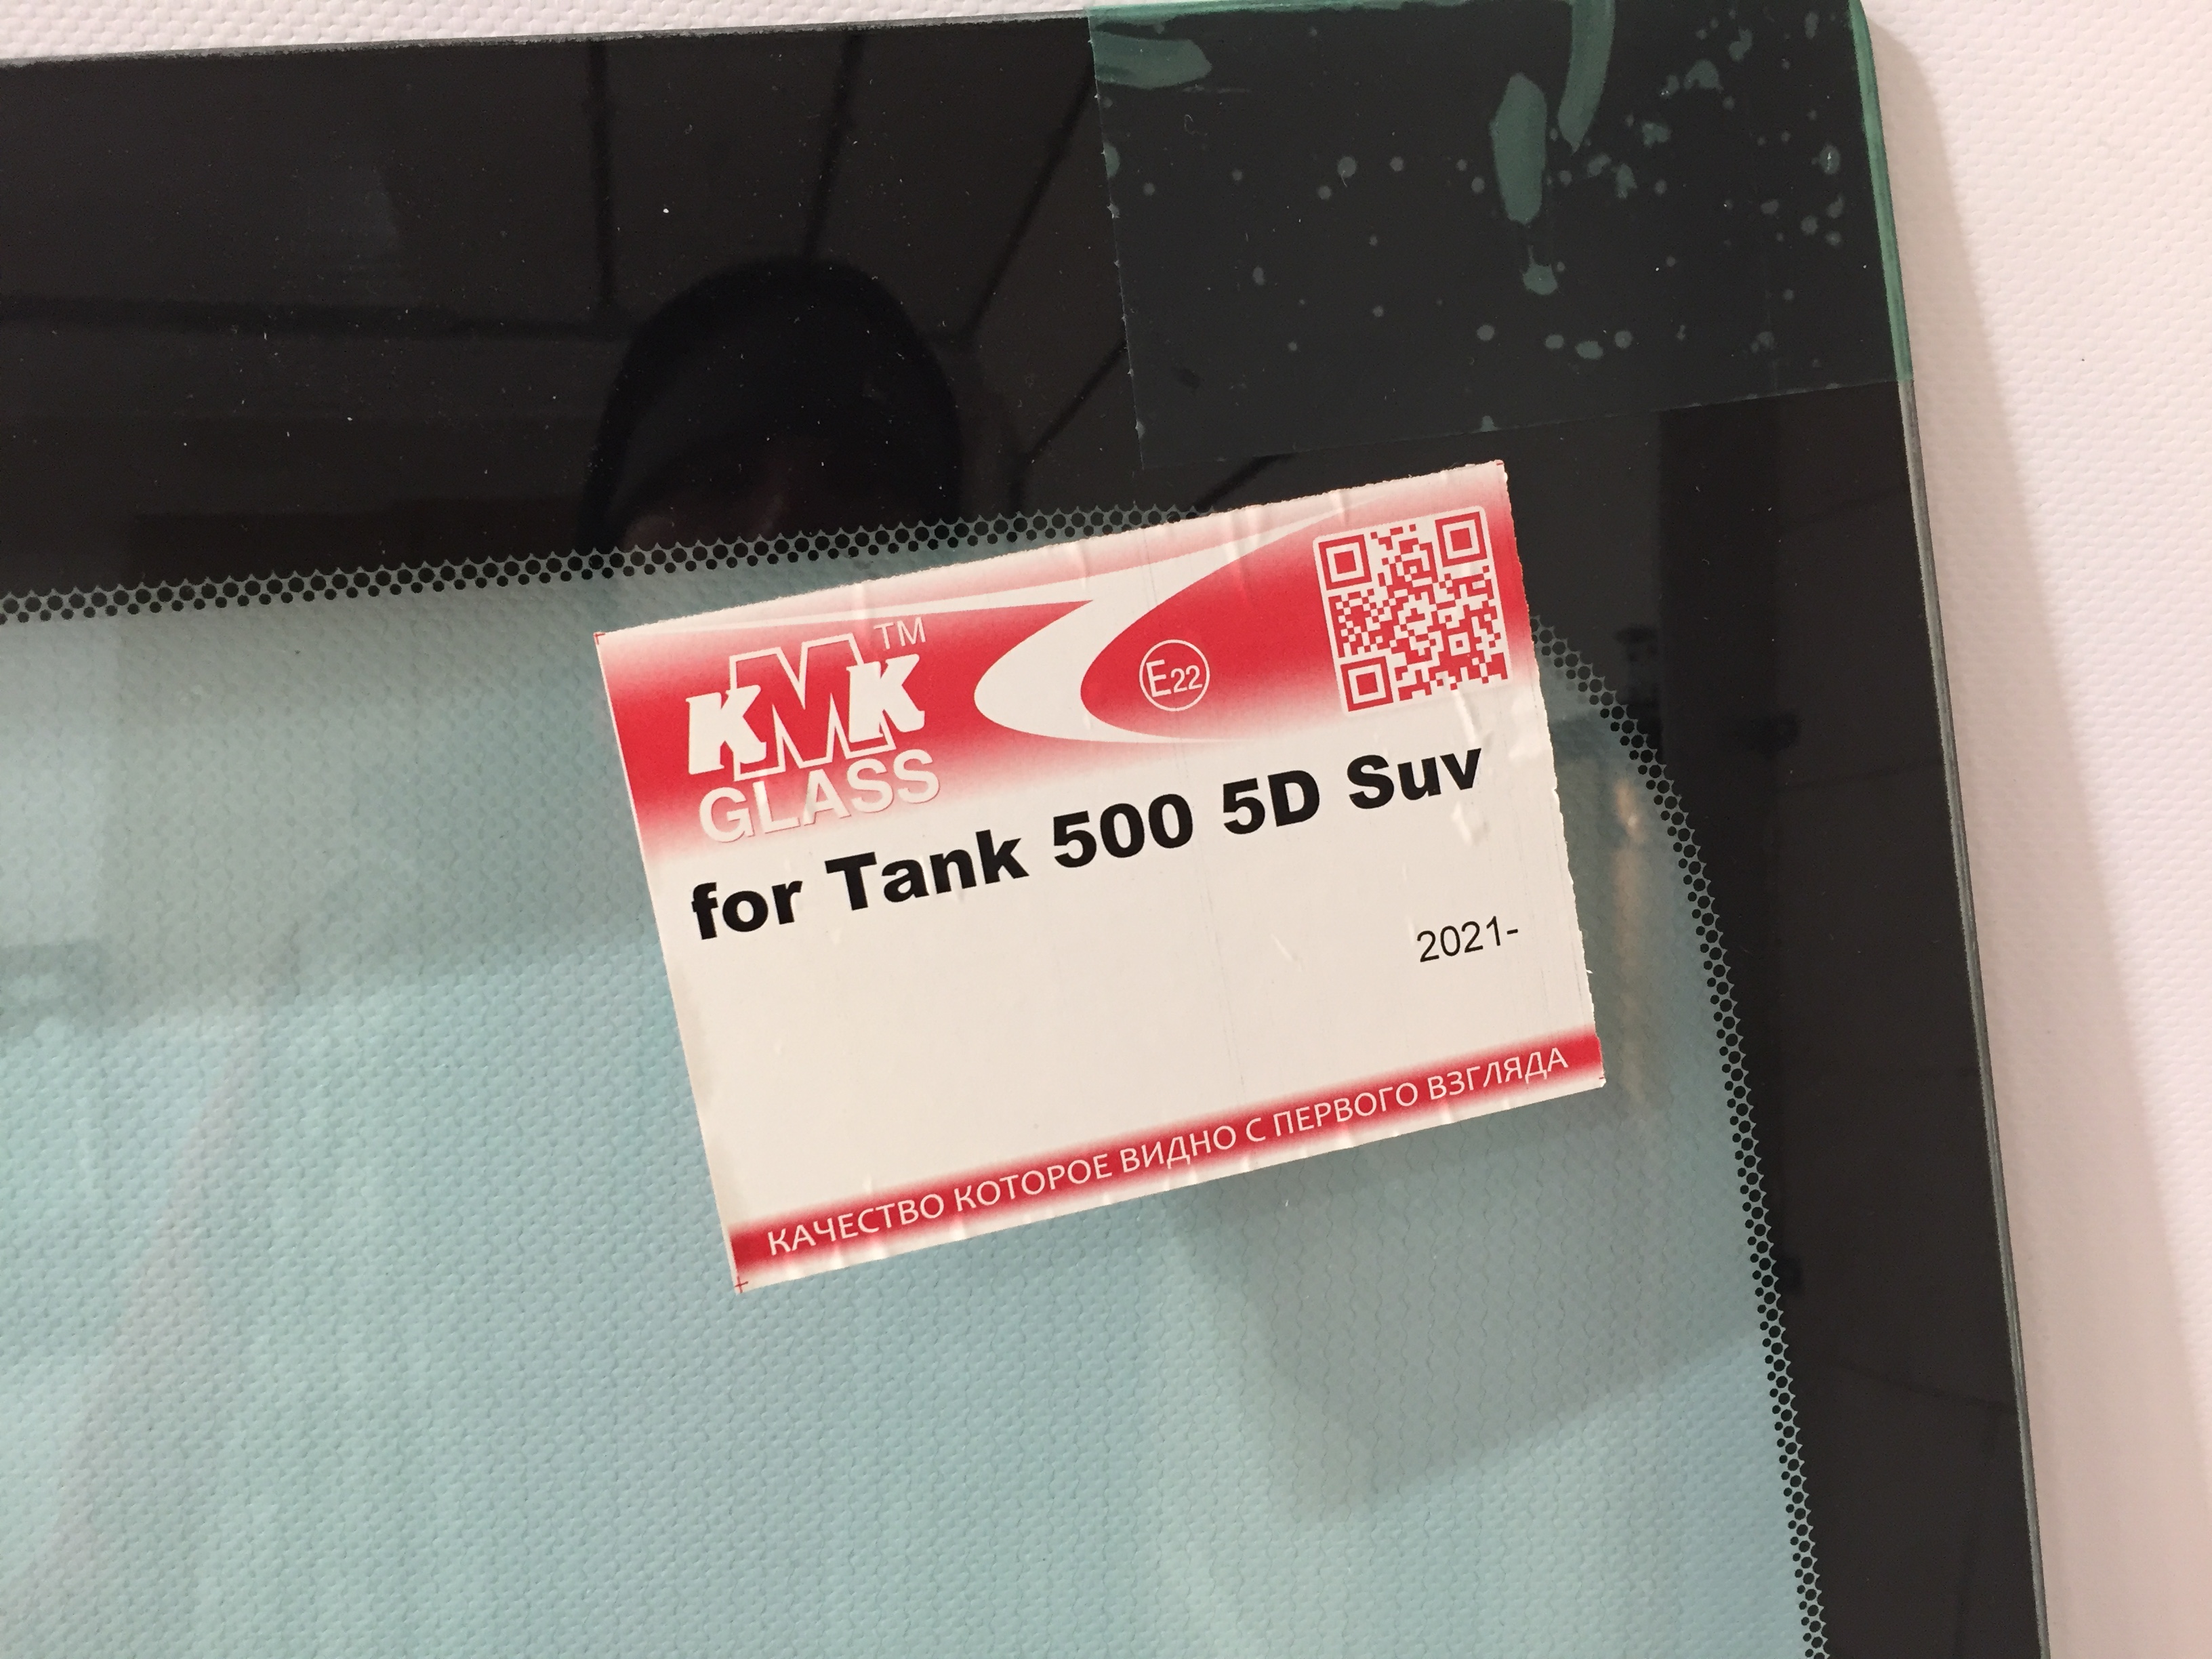 KMK™
GLASS
E22
for Tank 500 5D Suv
2021-
КАЧЕСТВО КОТОРОЕ ВИДНО С ПЕРВОГО ВЗГЛЯДА